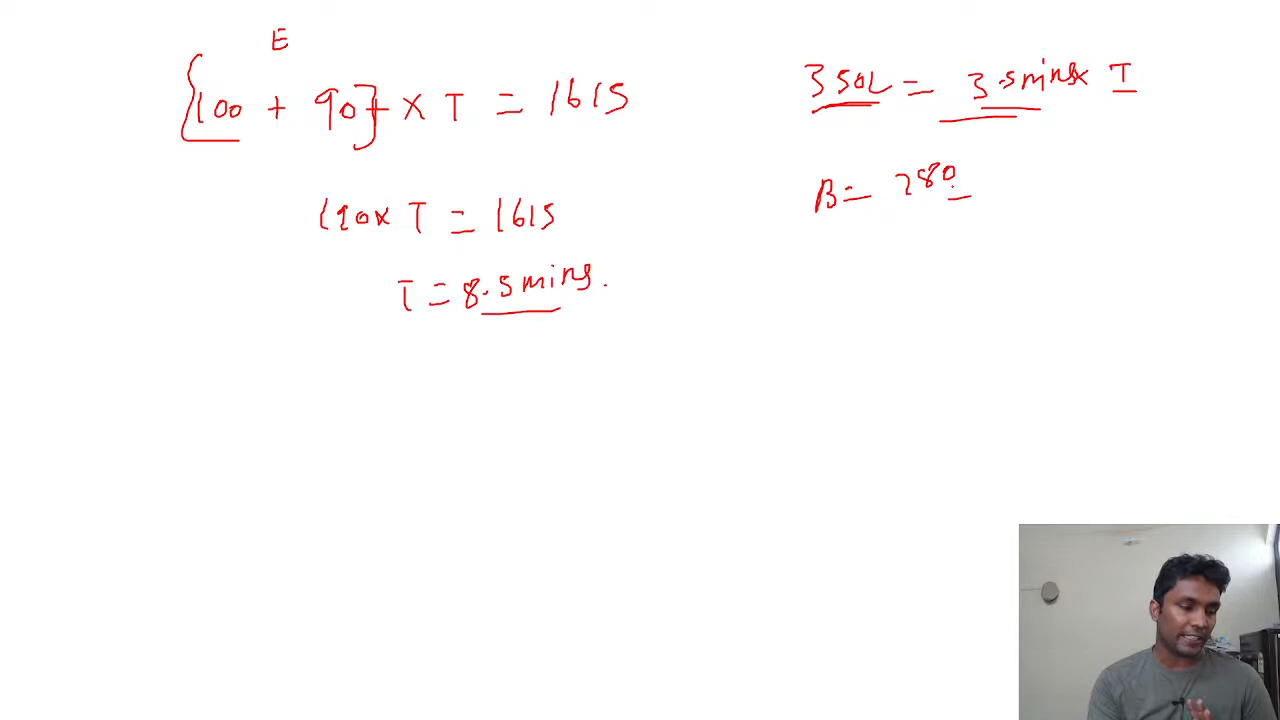 E
{100 + 90} x T = 1615
190 x T = 1615
T = 8.5 mins.
350L = 3.5 mins x T
B = 280